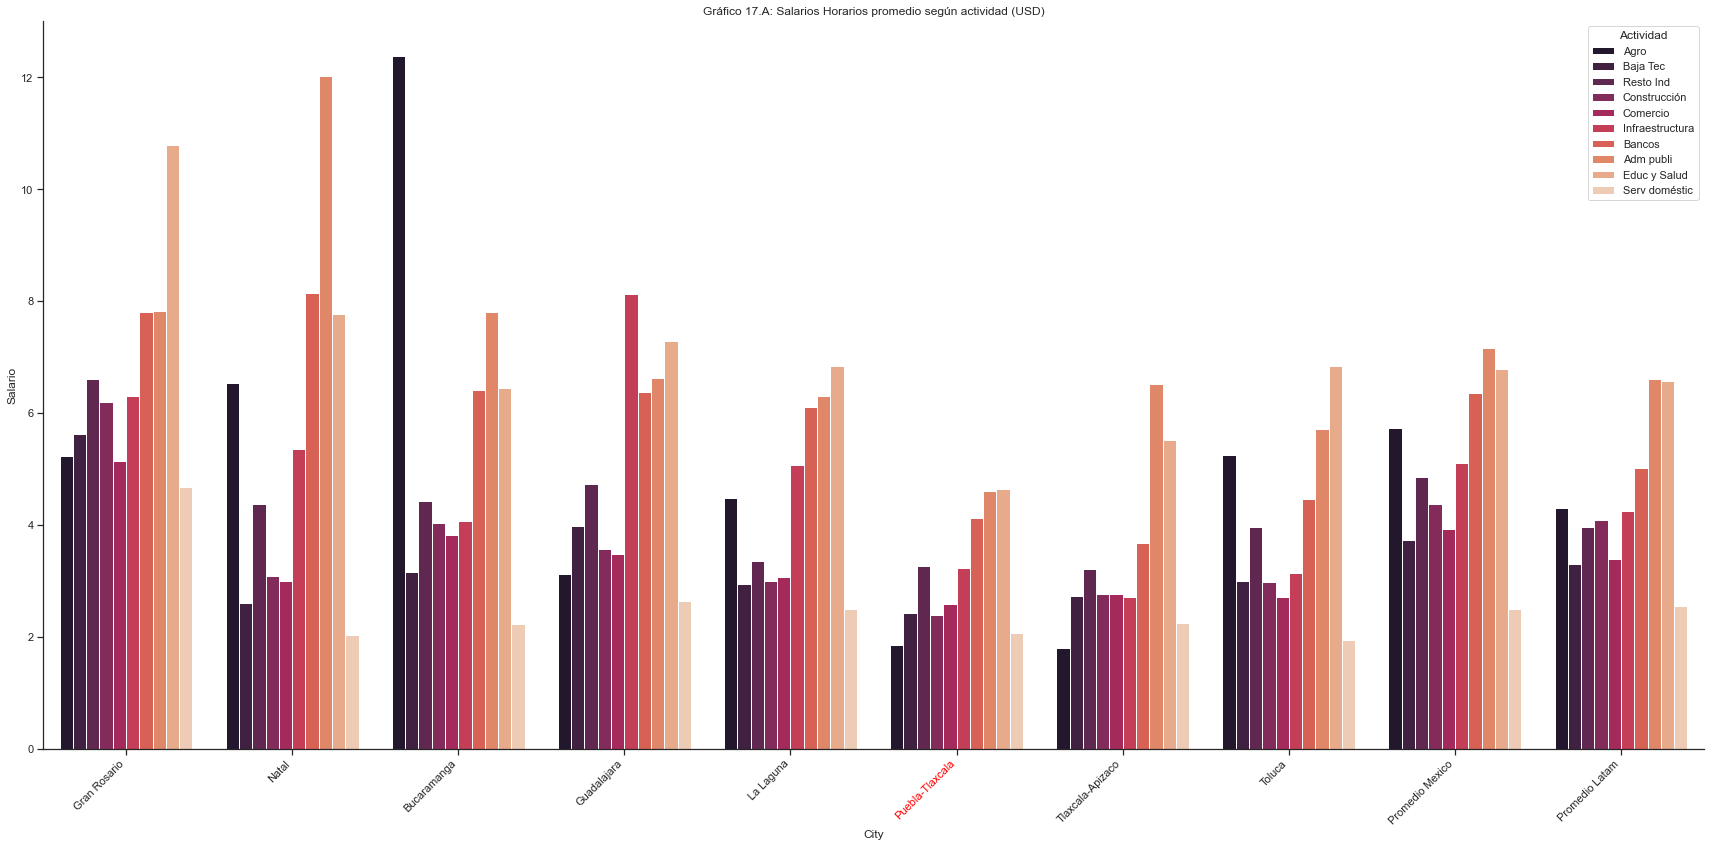 Gráfico 17.A: Salarios Horarios promedio según actividad (USD)
Actividad
Agro
Baja Tec
Resto Ind
Construcción
Comercio
Infraestructura
Bancos
Adm publi
Educ y Salud
Serv doméstic
Salario
12
10
8
6
4
2
0
Gran Rosario
Natal
Bucaramanga
Guadalajara
La Laguna
Puebla-Tlaxcala
Tlaxcala-Apizaco
Toluca
Promedio Mexico
Promedio Latam
City